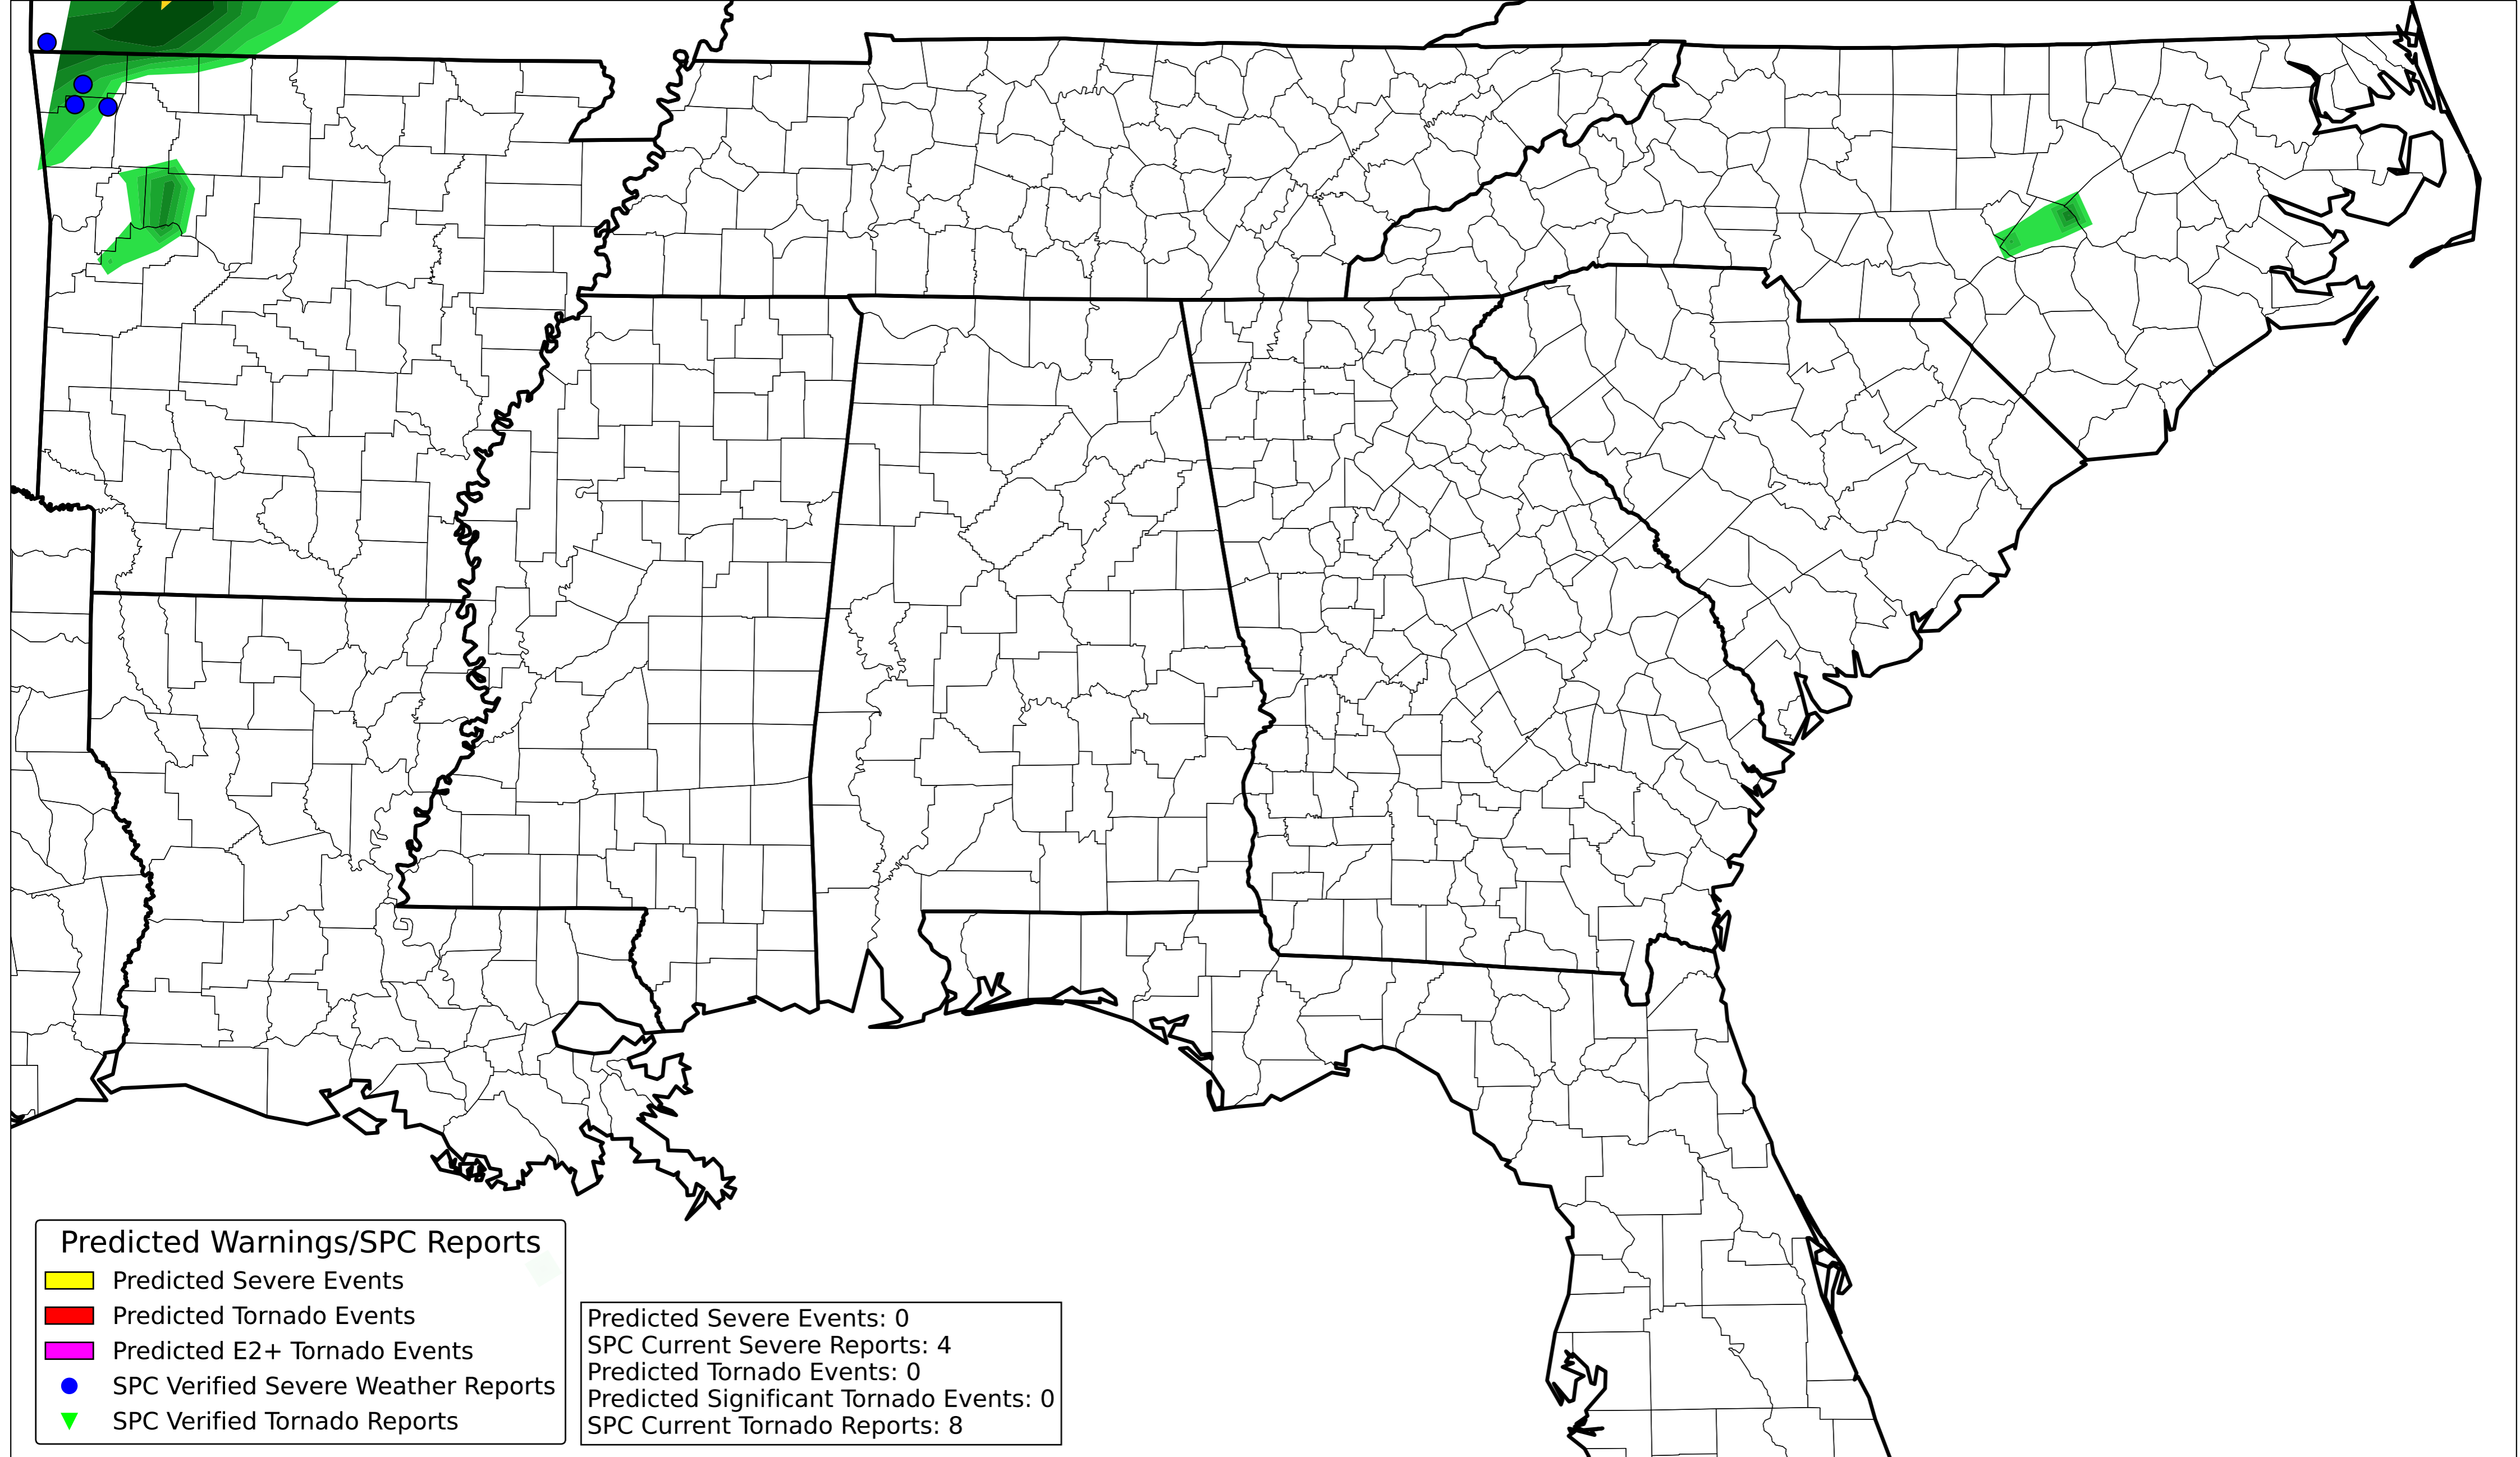 Predicted Warnings/SPC Reports
Predicted Severe Events
Predicted Tornado Events
Predicted E2+ Tornado Events
SPC Verified Severe Weather Reports
SPC Verified Tornado Reports
Predicted Severe Events: 0
SPC Current Severe Reports: 4
Predicted Tornado Events: 0
Predicted Significant Tornado Events: 0
SPC Current Tornado Reports: 8